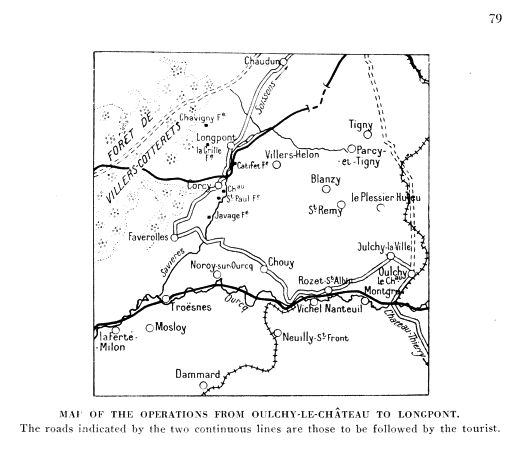 79
Chaudun
Soissons
Chavigny Fe
FORÊT DE
VILLERS-COTTERETS
Longpont
la Grille
Fe
Tigny
Parcy-
-et-Tigny
Villers-Helon
Catifet Fe
Blanzy
Corcy
Chau
St Paul Fe
le Plessier Huleu
St Remy
Javage Fe
Faverolles
Savières
Oulchy-la Ville
Noroy-sur-Ourcq
Chouy
Oulchy
le Chau
Rozet-St Albin
Montgru
Troësnes
Ourcq
Vichel Nanteuil
Château-Thierry
laferté-
-Milon
Mosloy
Neuilly-St Front
Dammard
MAP OF THE OPERATIONS FROM OULCHY-LE-CHÂTEAU TO LONGPONT.
The roads indicated by the two continuous lines are those to be followed by the tourist.